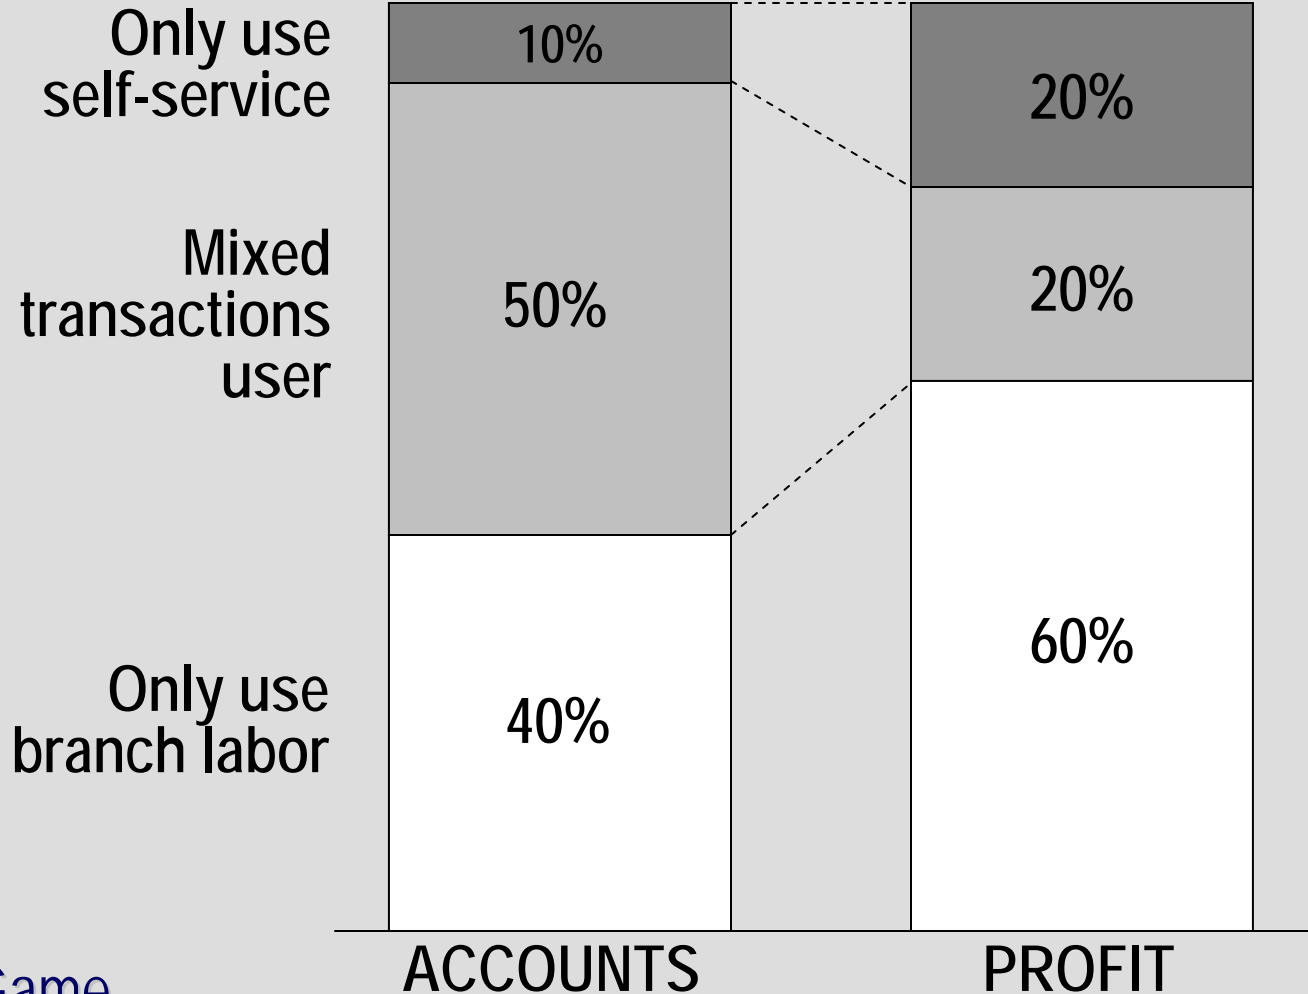 Only use
self-service
10%
20%
Mixed
transactions
user
50%
20%
Only use
branch labor
40%
60%
ACCOUNTS
PROFIT
Game